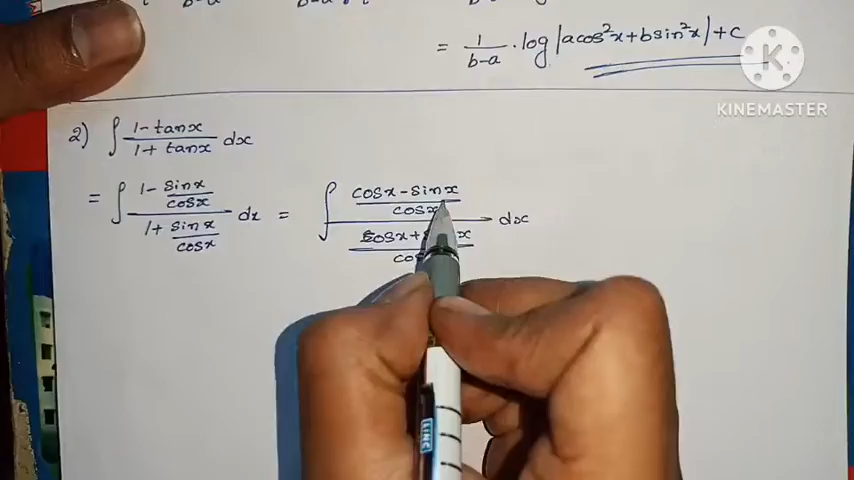 b-a b-a
= 1/(b-a) · log |acos²x+bsin²x| + c
KINEMASTER
2) ∫ (1-tanx)/(1+tanx) dx
= ∫ (1 - sinx/cosx)/(1 + sinx/cosx) dx = ∫ ((cosx-sinx)/cosx)/((cosx+ x)/co) dx